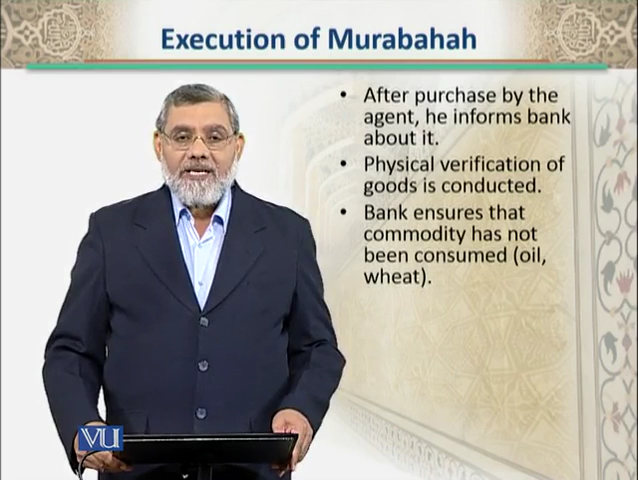 Execution of Murabahah
• After purchase by the
agent, he informs bank
about it.
• Physical verification of
goods is conducted.
• Bank ensures that
commodity has not
been consumed (oil,
wheat).
VU